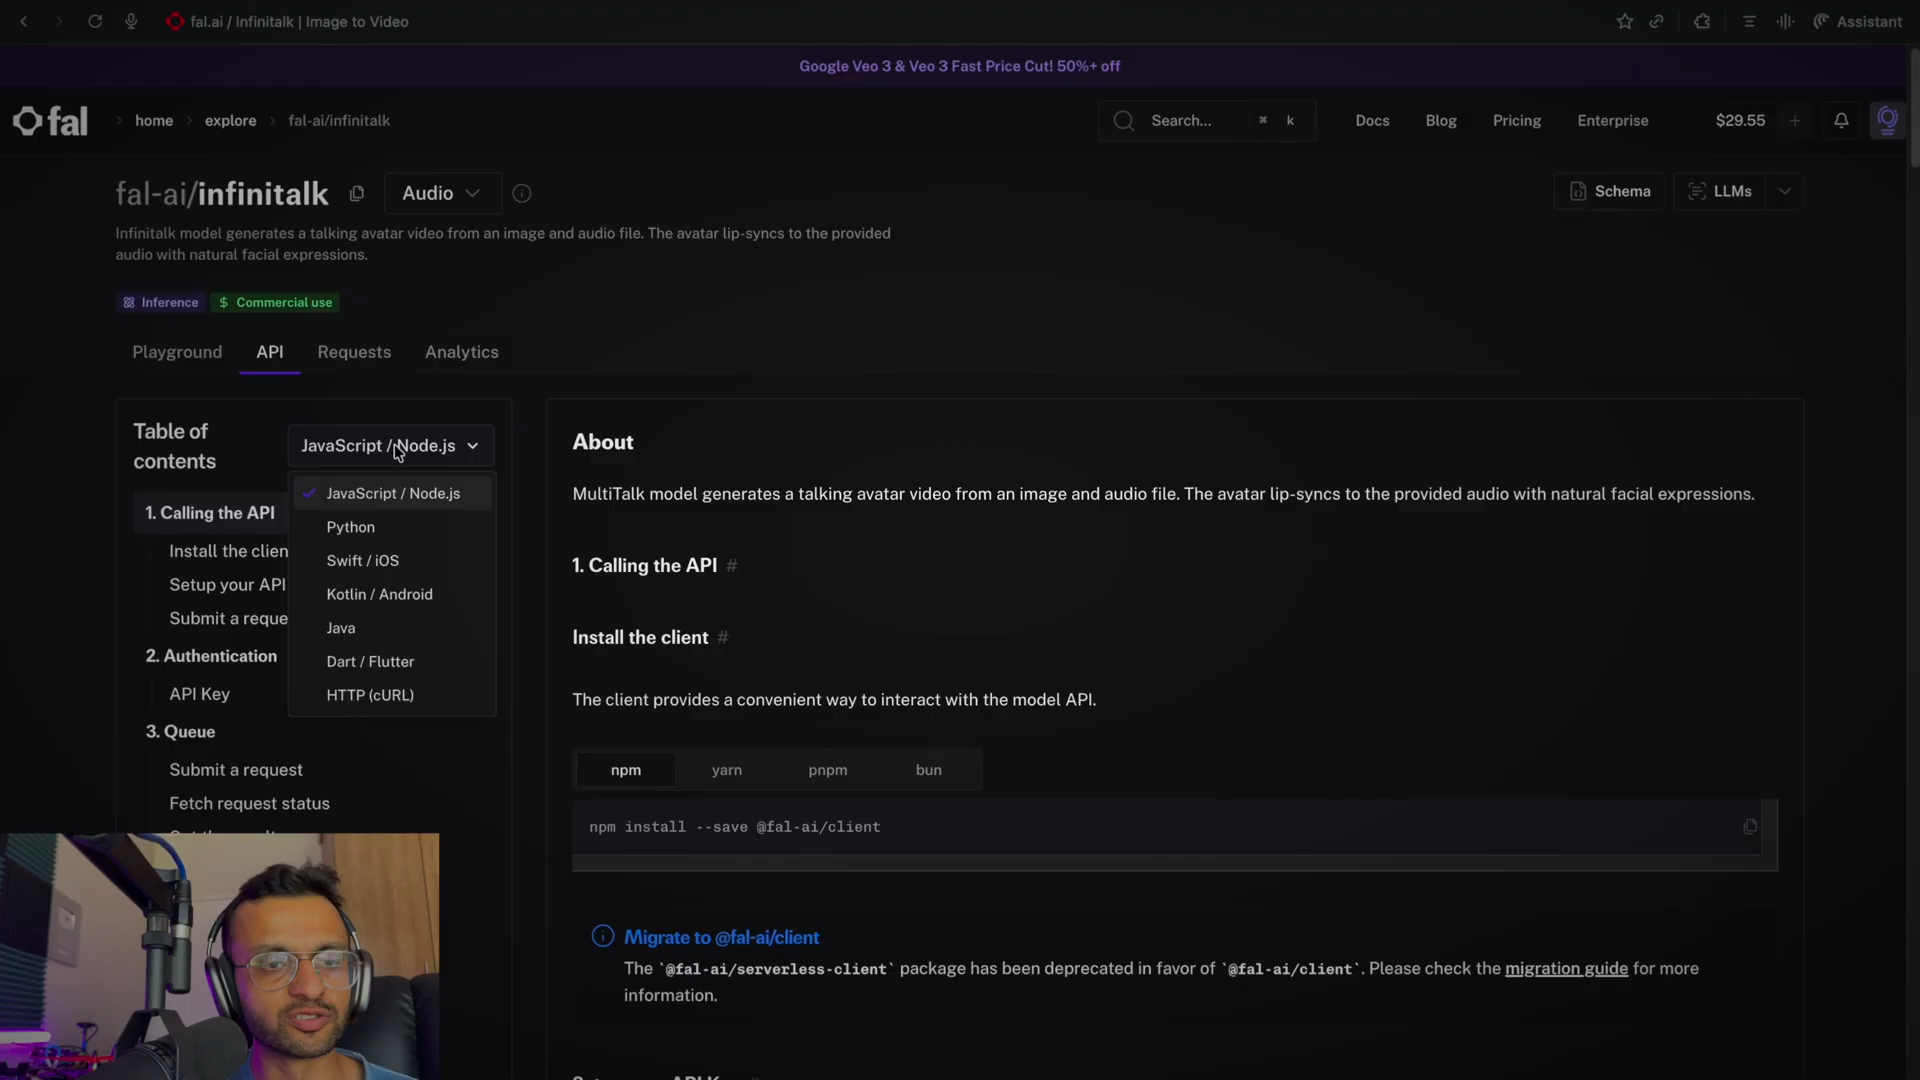 fal.ai / Infinitalk | Image to Video
Assistant
Google Veo 3 & Veo 3 Fast Price Cut! 50%+ off
fal
home
explore
fal-ai/infinitalk
Search...
⌘ k
Docs
Blog
Pricing
Enterprise
$29.55
fal-ai/infinitalk
Audio
Schema
LLMs
Infinitalk model generates a talking avatar video from an image and audio file. The avatar lip-syncs to the provided
audio with natural facial expressions.
Inference
$ Commercial use
Playground
API
Requests
Analytics
Table of
contents
JavaScript / Node.js
JavaScript / Node.js
Python
Swift / iOS
Kotlin / Android
Java
Dart / Flutter
HTTP (cURL)
1. Calling the API
Install the clien
Setup your API
Submit a reque
2. Authentication
API Key
3. Queue
Submit a request
Fetch request status
About
MultiTalk model generates a talking avatar video from an image and audio file. The avatar lip-syncs to the provided audio with natural facial expressions.
1. Calling the API #
Install the client #
The client provides a convenient way to interact with the model API.
npm
yarn
pnpm
bun
npm install --save @fal-ai/client
Migrate to @fal-ai/client
The `@fal-ai/serverless-client` package has been deprecated in favor of `@fal-ai/client`. Please check the migration guide for more
information.